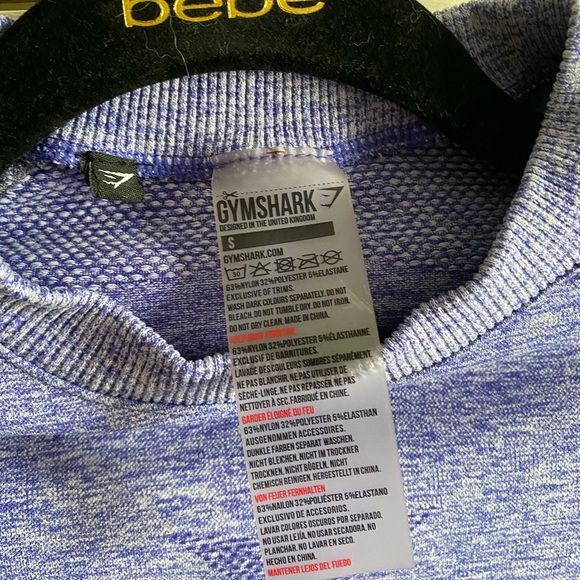 bebe
GYMSHARK
DESIGNED IN THE UNITED KINGDOM
S
GYMSHARK.COM
63%NYLON 32%POLYESTER 5%ELASTANE
EXCLUSIVE OF TRIMS.
WASH DARK COLOURS SEPARATELY. DO NOT
BLEACH. DO NOT TUMBLE DRY. DO NOT IRON.
DO NOT DRY CLEAN. MADE IN CHINA.
KEEP AWAY FROM FIRE
63%NYLON 32%POLYESTER 5%ÉLASTHANNE
EXCLUSIF DE GARNITURES.
LAVAGE DES COULEURS SOMBRES SÉPARÉMENT.
NE PAS BLANCHIR. NE PAS UTILISER DE
SÈCHE-LINGE. NE PAS REPASSER. NE PAS
NETTOYER À SEC. FABRIQUÉ EN CHINE.
GARDER ÉLOIGNÉ DU FEU
63%NYLON 32%POLYESTER 5%ELASTHAN
AUSGENOMMEN ACCESSOIRES.
DUNKLE FARBEN SEPARAT WASCHEN.
NICHT BLEICHEN. NICHT IM TROMMELN
TROCKNEN. NICHT BÜGELN. NICHT
CHEMISCH REINIGEN. HERGESTELLT IN CHINA.
VON FEUER FERNHALTEN
63%NAILON 32%POLIÉSTER 5%ELASTANO
EXCLUSIVO DE ACCESORIOS.
LAVAR COLORES OSCUROS POR SEPARADO.
NO USAR LEJÍA. NO USAR SECADORA. NO
PLANCHAR. NO LAVAR EN SECO.
HECHO EN CHINA.
MANTENER LEJOS DEL FUEGO